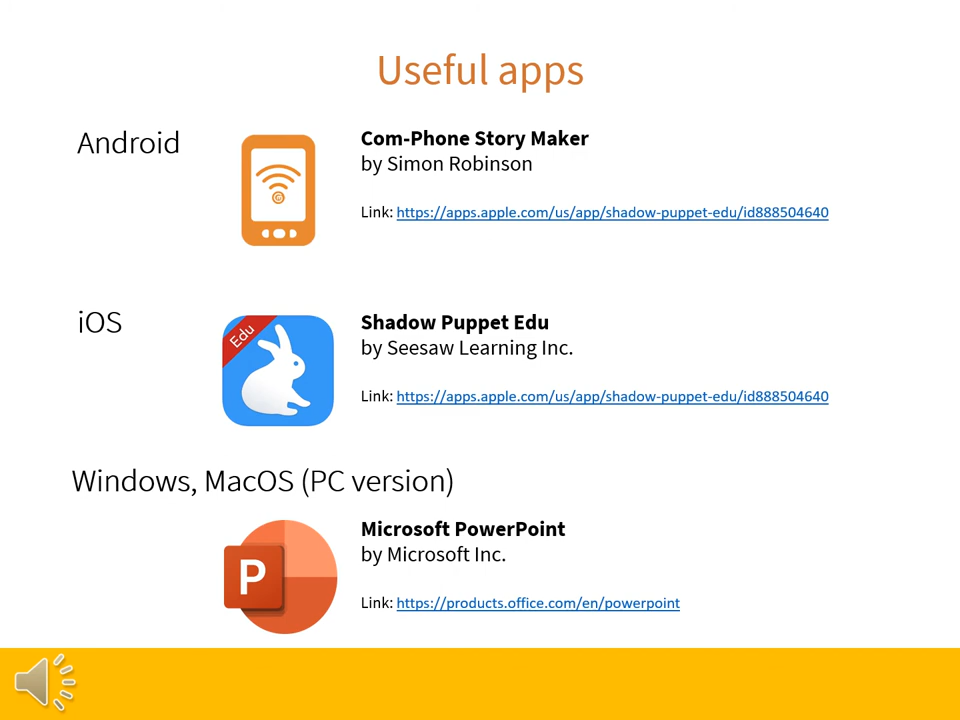 Useful apps
Android
Com-Phone Story Maker
by Simon Robinson
Link: https://apps.apple.com/us/app/shadow-puppet-edu/id888504640
iOS
Edu
Shadow Puppet Edu
by Seesaw Learning Inc.
Link: https://apps.apple.com/us/app/shadow-puppet-edu/id888504640
Windows, MacOS (PC version)
P
Microsoft PowerPoint
by Microsoft Inc.
Link: https://products.office.com/en/powerpoint